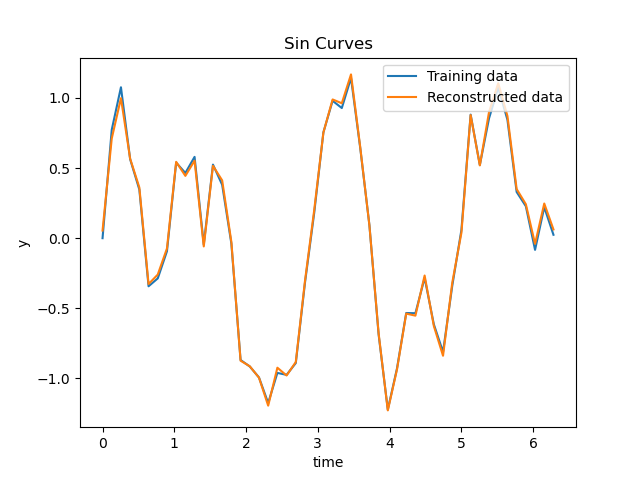 Sin Curves
Training data
Reconstructed data
y
1.0
0.5
0.0
−0.5
−1.0
0 1 2 3 4 5 6
time